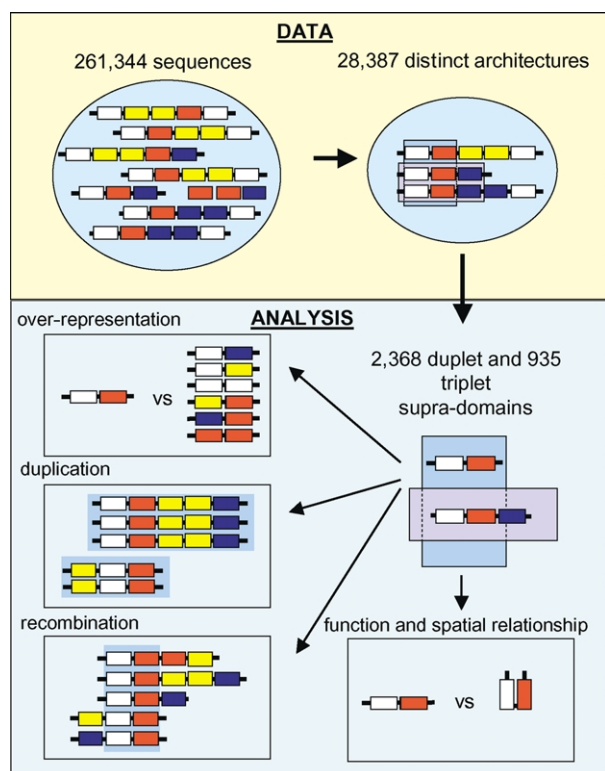 DATA
261,344 sequences
28,387 distinct architectures
ANALYSIS
over-representation
vs
duplication
recombination
2,368 duplet and 935
triplet
supra-domains
function and spatial relationship
vs